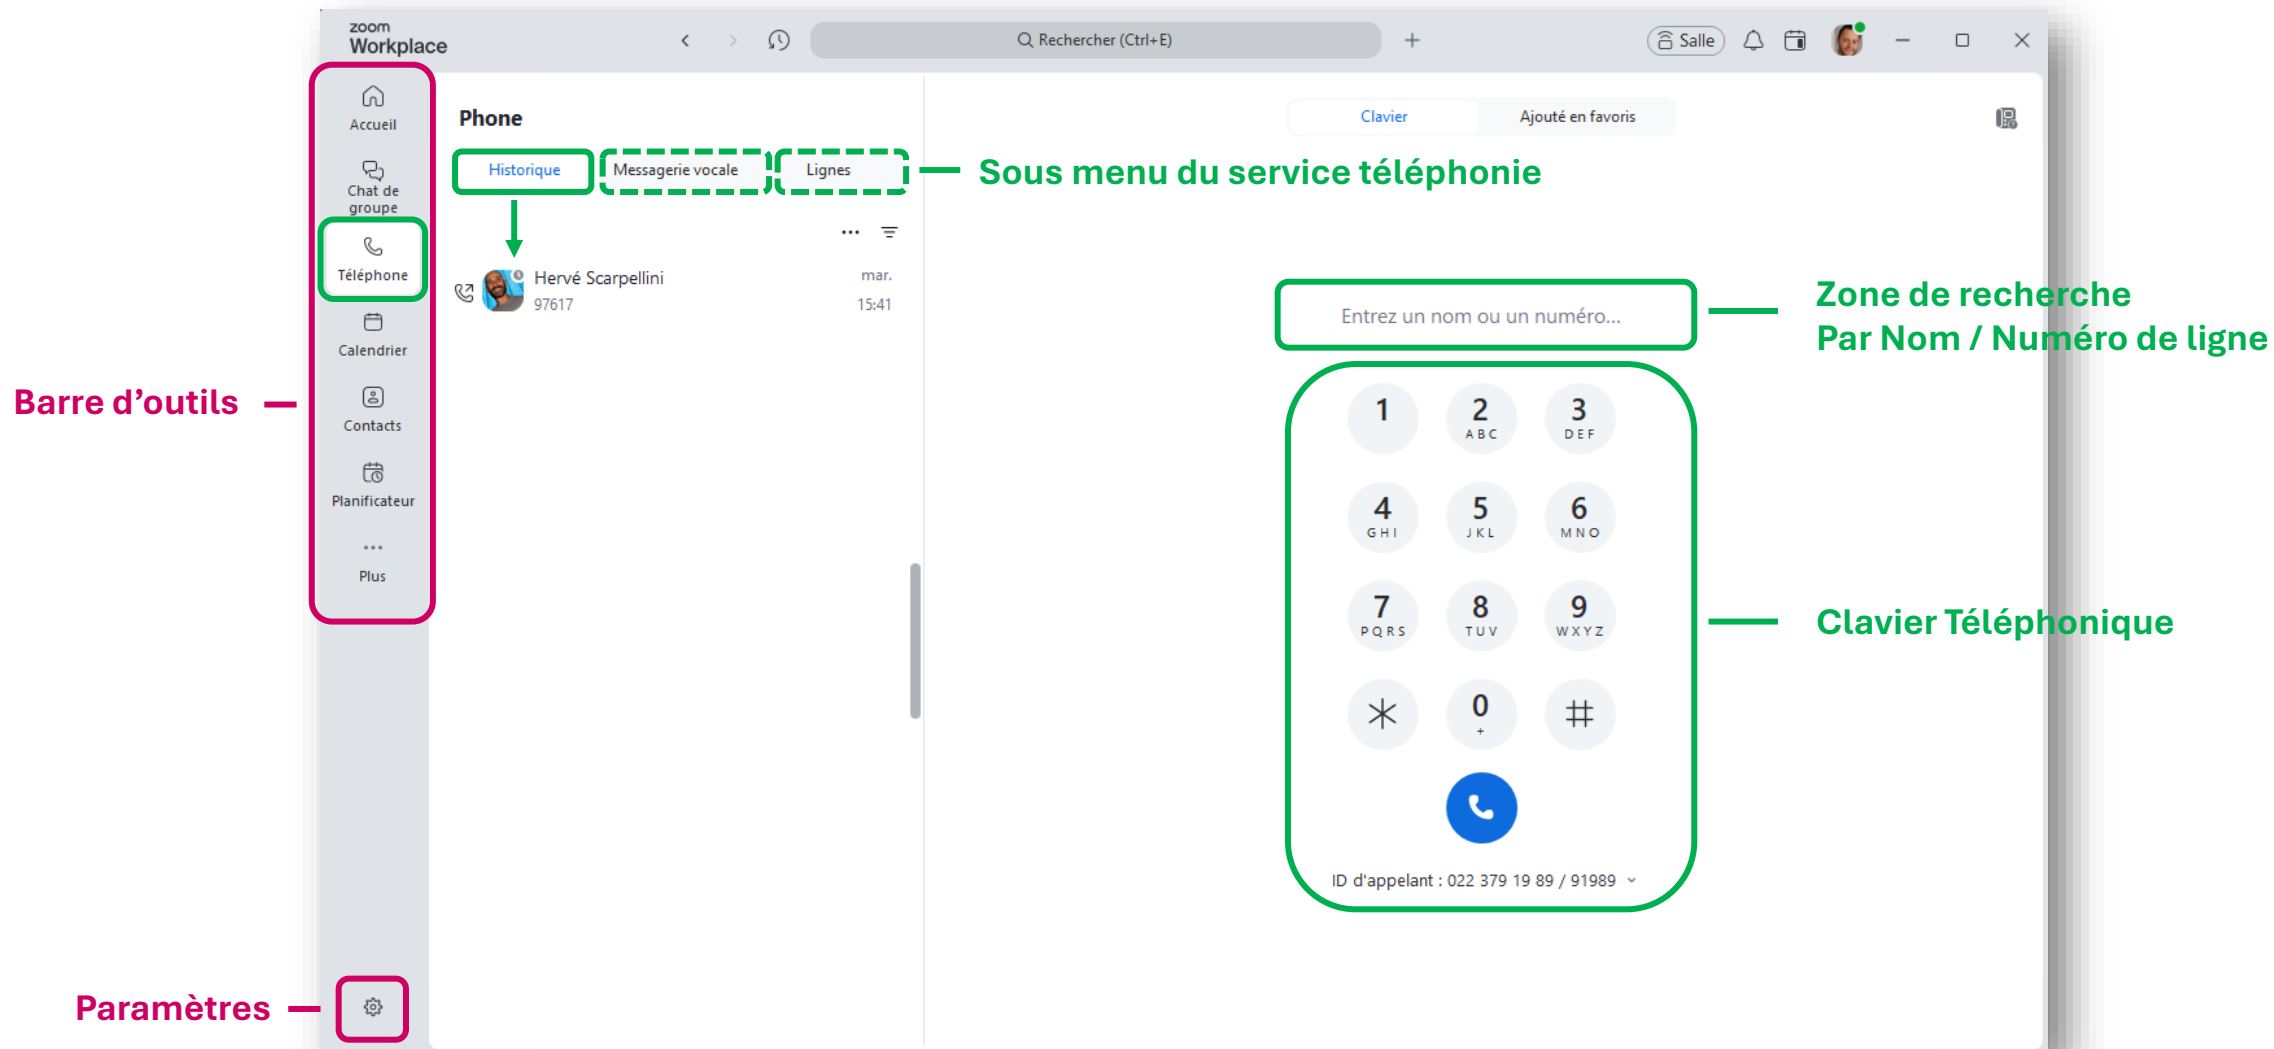 zoom
Workplace
Rechercher (Ctrl+E)
Salle
Accueil
Chat de
groupe
Téléphone
Calendrier
Contacts
Planificateur
Plus
Phone
Historique
Messagerie vocale
Lignes
Sous menu du service téléphonie
Hervé Scarpellini
mar.
97617
15:41
Clavier
Ajouté en favoris
Entrez un nom ou un numéro...
Zone de recherche
Par Nom / Numéro de ligne
1
2
ABC
3
DEF
4
GHI
5
JKL
6
MNO
7
PQRS
8
TUV
9
WXYZ
*
0
+
#
ID d'appelant : 022 379 19 89 / 91989
Clavier Téléphonique
Barre d’outils
Paramètres